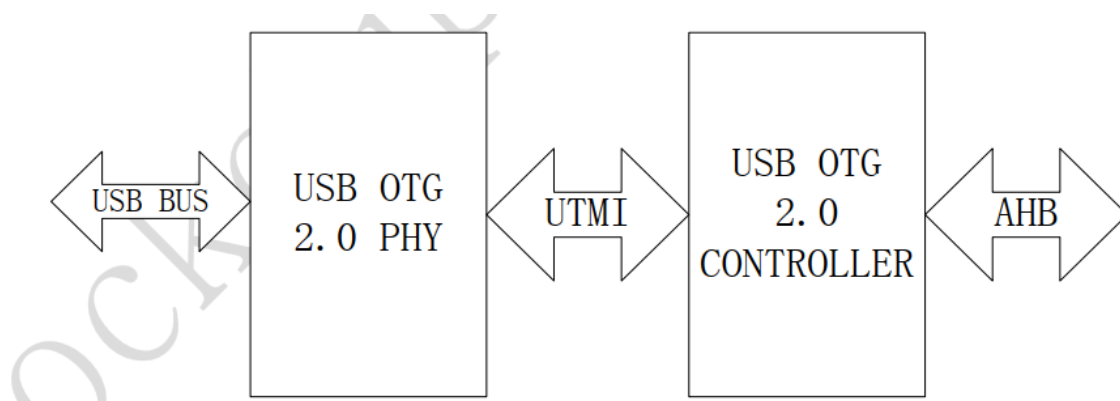 USB BUS
USB OTG
2.0 PHY
UTMI
USB OTG
2.0
CONTROLLER
AHB